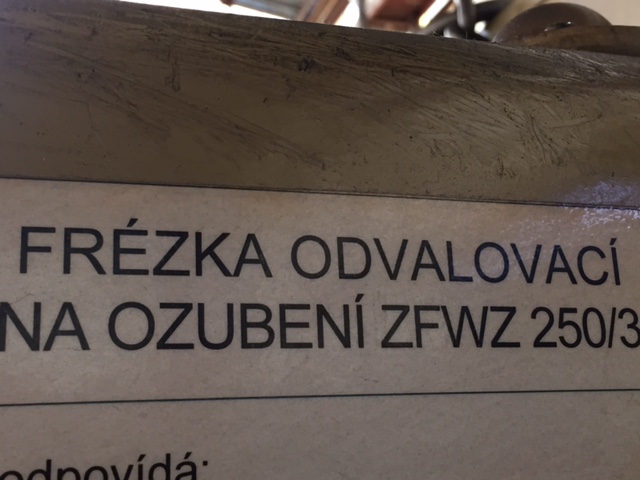 FRÉZKA ODVALOVACÍ
NA OZUBENÍ ZFWZ 250/3
odpovídá: